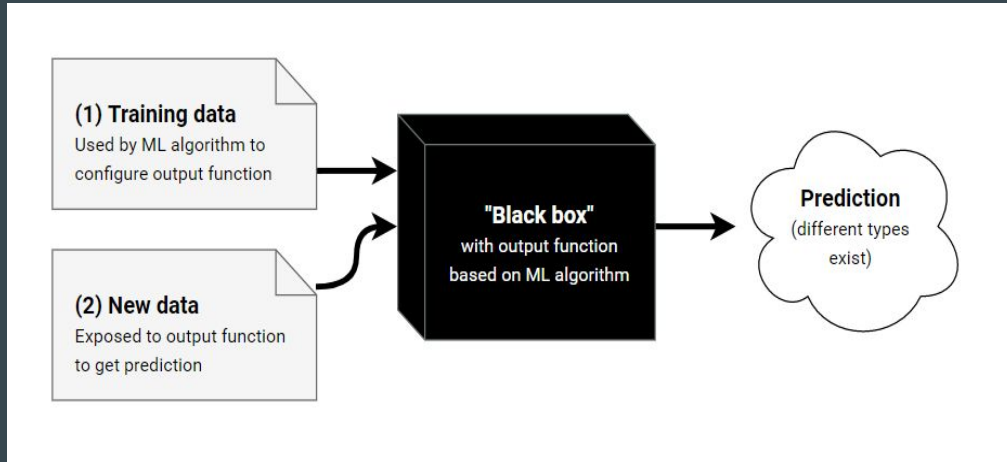 (1) Training data
Used by ML algorithm to
configure output function
(2) New data
Exposed to output function
to get prediction
"Black box"
with output function
based on ML algorithm
Prediction
(different types
exist)